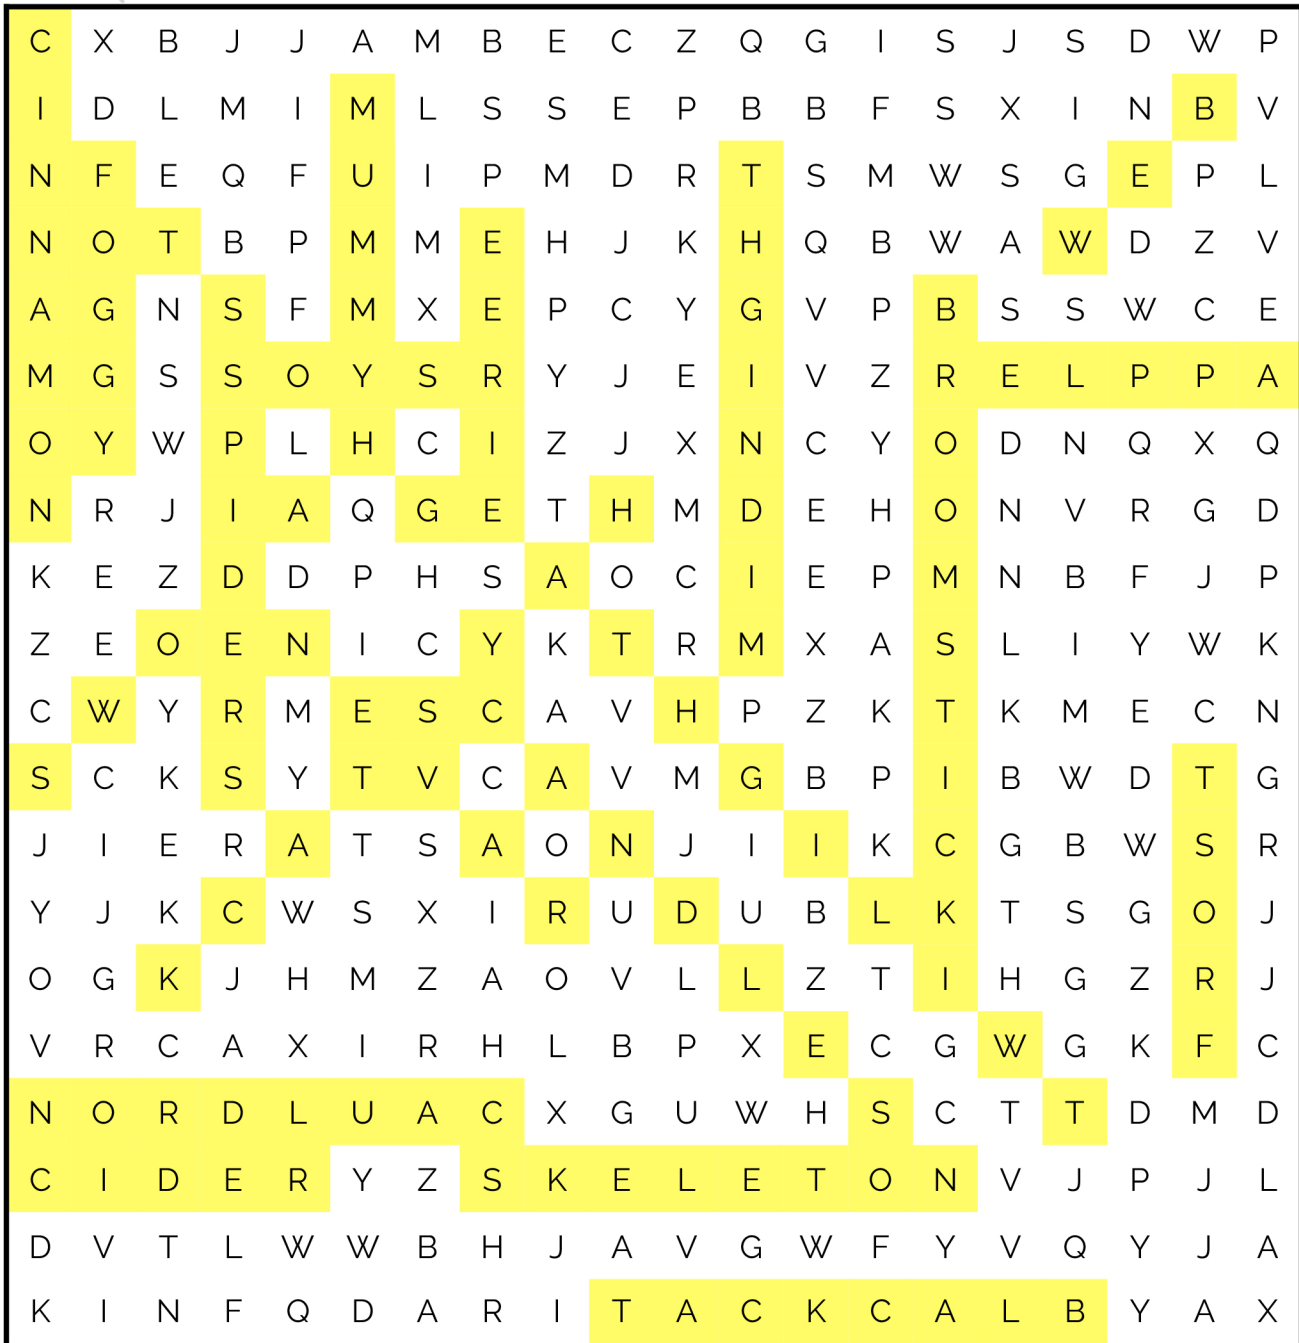 C X B J J A M B E C Z Q G I S J S D W P
I D L M I M L S S E P B B F S X I N B V
N F E Q F U I P M D R T S M W S G E P L
N O T B P M M E H J K H Q B W A W D Z V
A G N S F M X E P C Y G V P B S S W C E
M G S S O Y S R Y J E I V Z R E L P P A
O Y W P L H C I Z J X N C Y O D N Q X Q
N R J I A Q G E T H M D E H O N V R G D
K E Z D D P H S A O C I E P M N B F J P
Z E O E N I C Y K T R M X A S L I Y W K
C W Y R M E S C A V H P Z K T K M E C N
S C K S Y T V C A V M G B P I B W D T G
J I E R A T S A O N J I I K C G B W S R
Y J K C W S X I R U D U B L K T S G O J
O G K J H M Z A O V L L Z T I H G Z R J
V R C A X I R H L B P X E C G W G K F C
N O R D L U A C X G U W H S C T T D M D
C I D E R Y Z S K E L E T O N V J P J L
D V T L W W B H J A V G W F Y V Q Y J A
K I N F Q D A R I T A C K C A L B Y A X